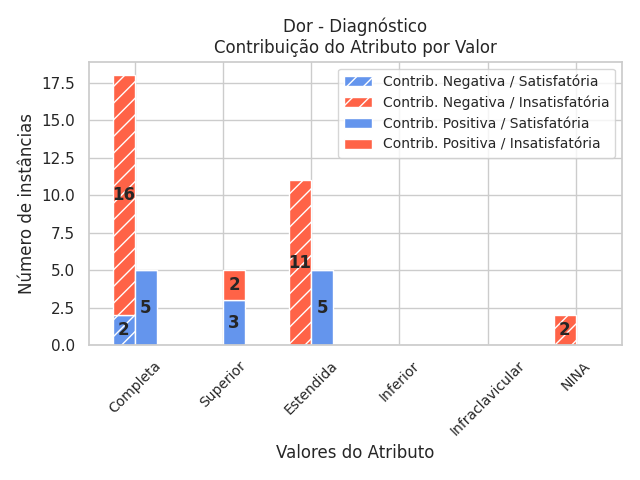 Dor - Diagnóstico
Contribuição do Atributo por Valor
Contrib. Negativa / Satisfatória
Contrib. Negativa / Insatisfatória
Contrib. Positiva / Satisfatória
Contrib. Positiva / Insatisfatória
Número de instâncias
17.5
15.0
12.5
10.0
7.5
5.0
2.5
0.0
16
2
5
2
3
11
5
2
Completa
Superior
Estendida
Inferior
Infraclavicular
NINA
Valores do Atributo